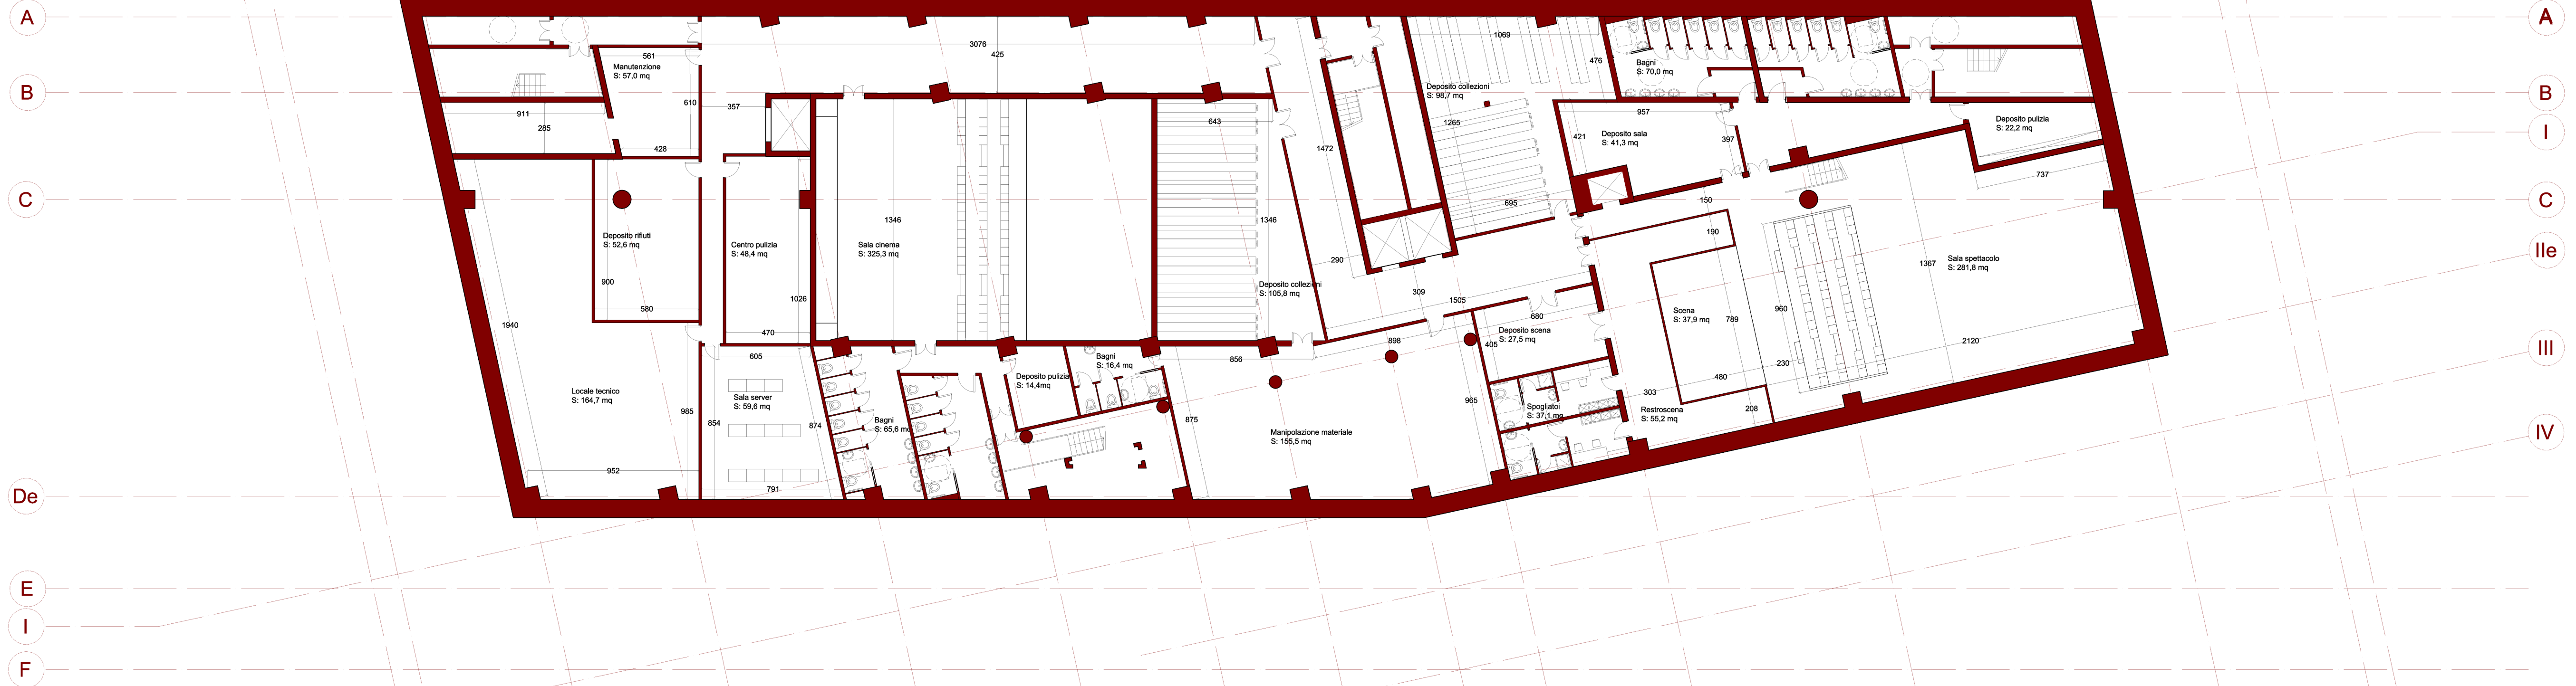 A
A
3076
425
1069
561
Manutenzione
S: 57,0 mq
476
Bagni
S: 70,0 mq
B
B
Deposito collezioni
S: 98,7 mq
610
357
911
285
643
1265
957
421
Deposito sala
S: 41,3 mq
397
Deposito pulizia
S: 22,2 mq
I
428
1472
737
C
C
695
150
1346
1346
190
Deposito rifiuti
S: 52,6 mq
Centro pulizia
S: 48,4 mq
Sala cinema
S: 325,3 mq
IIe
290
1367
Sala spettacolo
S: 281,8 mq
900
Deposito collezioni
S: 105,8 mq
309
1026
1505
580
960
Scena
S: 37,9 mq
680
789
1940
470
Deposito scena
S: 27,5 mq
898
405
2120
III
605
856
Bagni
S: 16,4 mq
230
Deposito pulizia
S: 14,4mq
480
Locale tecnico
S: 164,7 mq
Sala server
S: 59,6 mq
303
965
Spogliatoi
S: 37,1 mq
208
Restroscena
S: 55,2 mq
985
854
874
Bagni
S: 65,6 mq
875
Manipolazione materiale
S: 155,5 mq
IV
952
791
De
E
I
F